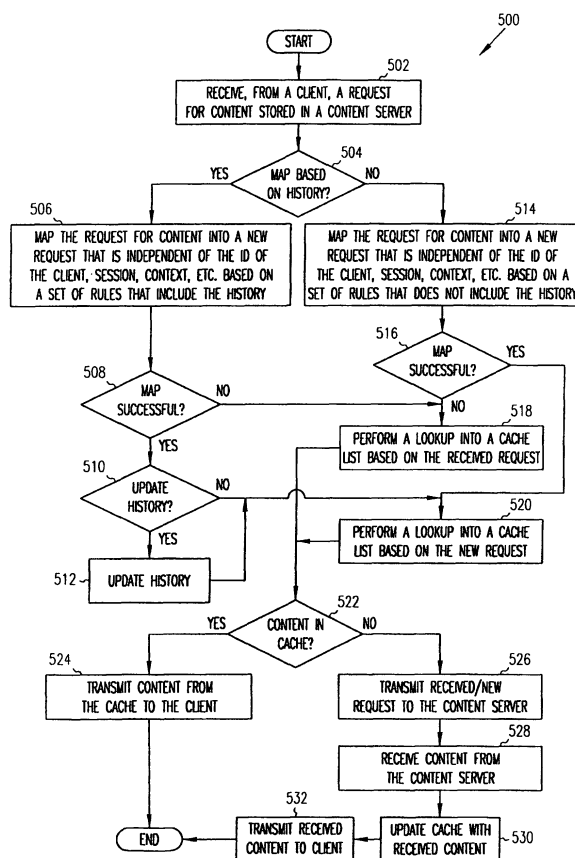 500
START
502
RECEIVE, FROM A CLIENT, A REQUEST
FOR CONTENT STORED IN A CONTENT SERVER
504
MAP BASED
ON HISTORY?
YES
NO
506
MAP THE REQUEST FOR CONTENT INTO A NEW
REQUEST THAT IS INDEPENDENT OF THE ID OF
THE CLIENT, SESSION, CONTEXT, ETC. BASED ON
A SET OF RULES THAT INCLUDE THE HISTORY
514
MAP THE REQUEST FOR CONTENT INTO A NEW
REQUEST THAT IS INDEPENDENT OF THE ID OF
THE CLIENT, SESSION, CONTEXT, ETC. BASED ON A
SET OF RULES THAT DOES NOT INCLUDE THE HISTORY
516
MAP
SUCCESSFUL?
YES
NO
508
MAP
SUCCESSFUL?
NO
YES
518
PERFORM A LOOKUP INTO A CACHE
LIST BASED ON THE RECEIVED REQUEST
510
UPDATE
HISTORY?
NO
YES
520
PERFORM A LOOKUP INTO A CACHE
LIST BASED ON THE NEW REQUEST
512
UPDATE HISTORY
522
CONTENT IN
CACHE?
YES
NO
524
TRANSMIT CONTENT FROM
THE CACHE TO THE CLIENT
526
TRANSMIT RECEIVED/NEW
REQUEST TO THE CONTENT SERVER
528
RECEIVE CONTENT FROM
THE CONTENT SERVER
532
TRANSMIT RECEIVED
CONTENT TO CLIENT
UPDATE CACHE WITH
RECEIVED CONTENT
530
END